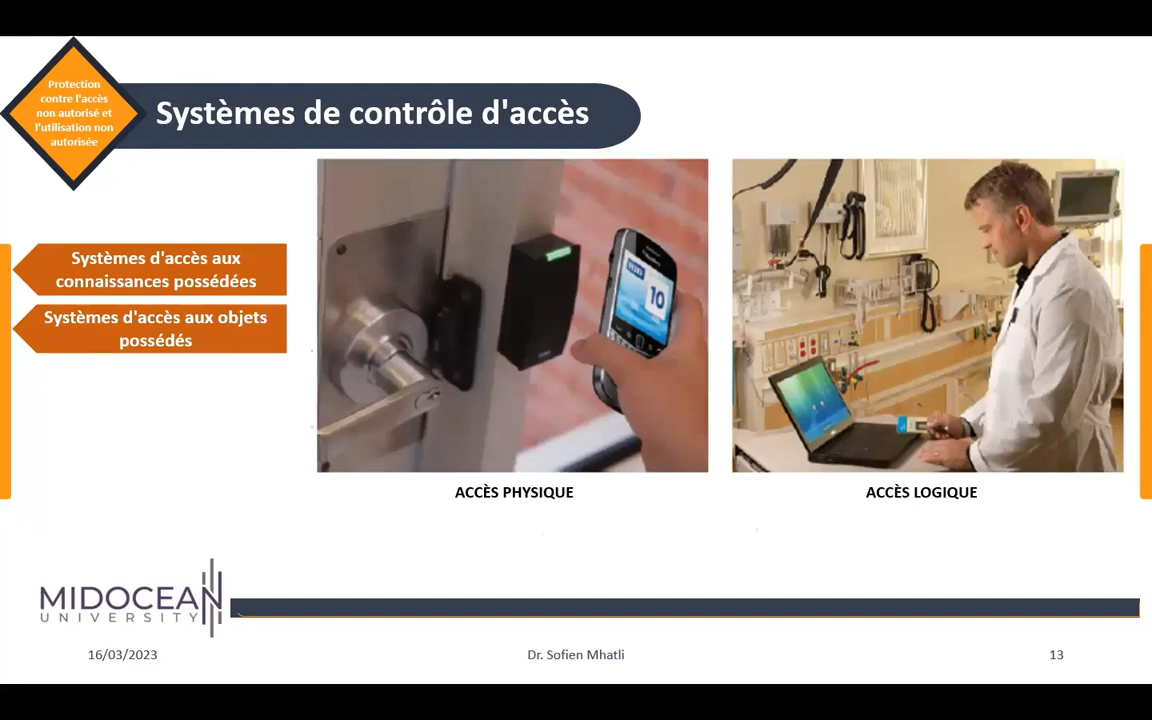 Protection
contre l'accès
non autorisé et
l'utilisation non
autorisée
Systèmes de contrôle d'accès
Systèmes d'accès aux
connaissances possédées
Systèmes d'accès aux objets
possédés
10
ACCÈS PHYSIQUE
ACCÈS LOGIQUE
MIDOCEAN
UNIVERSITY
16/03/2023
Dr. Sofien Mhatli
13